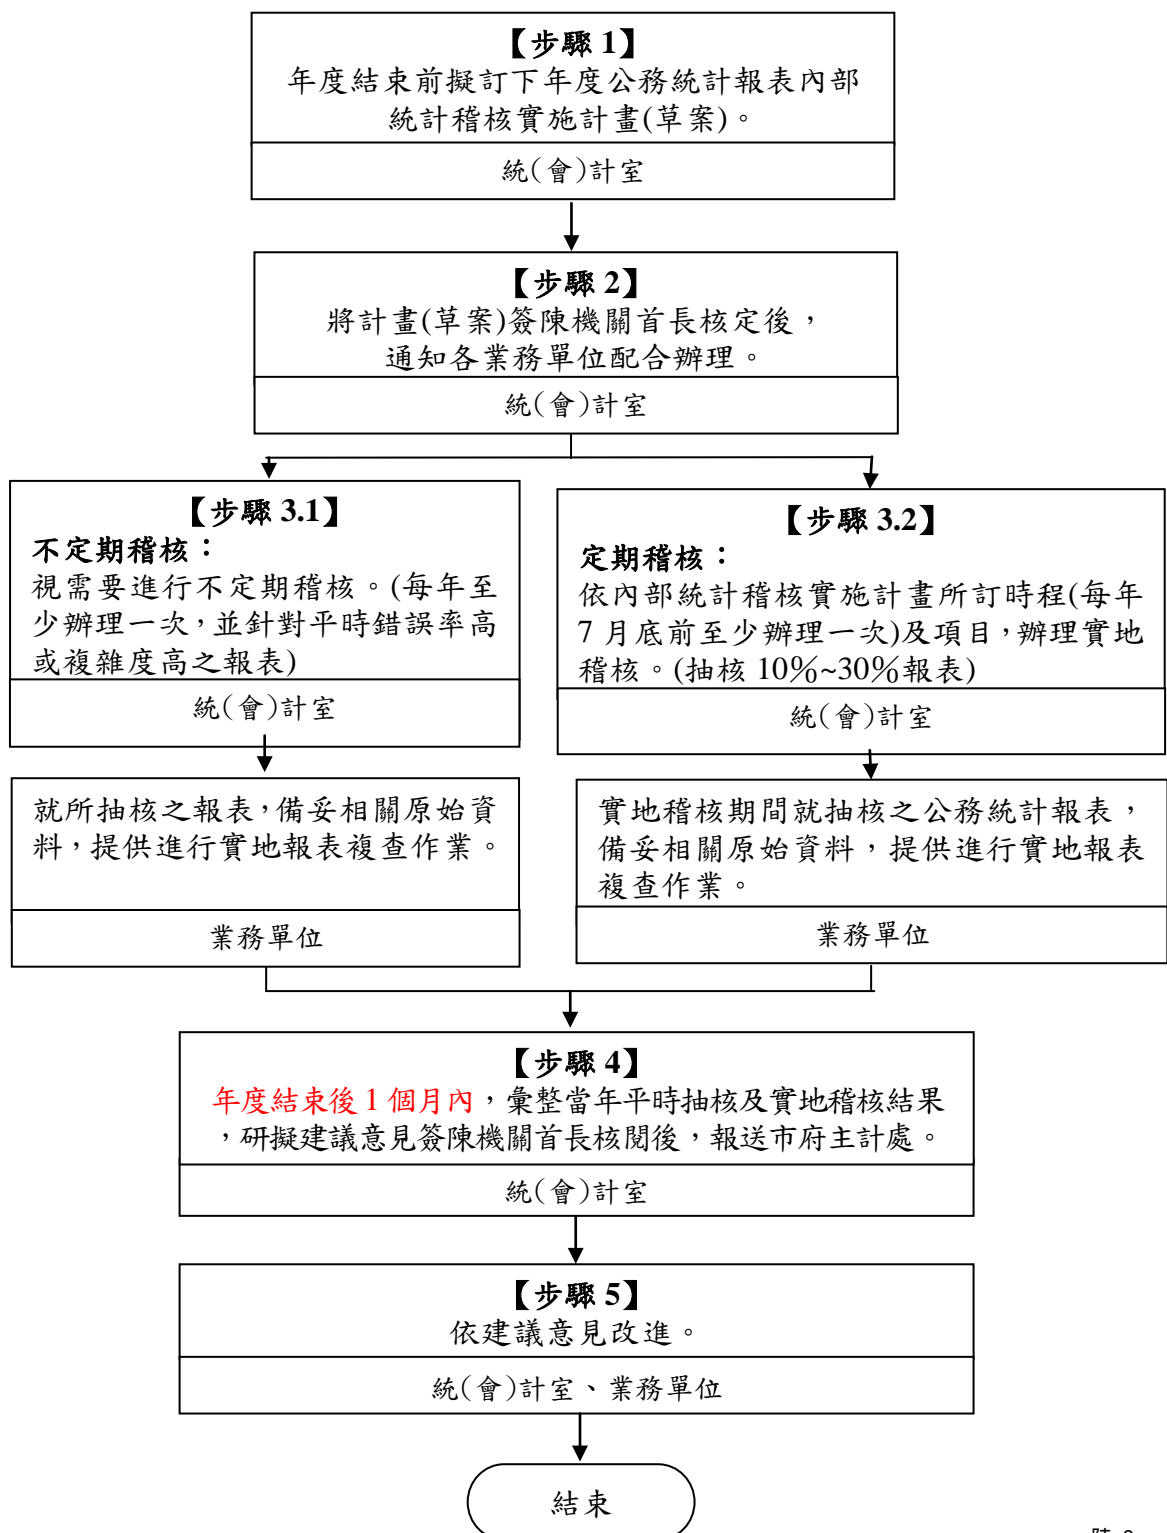 【步驟 1】
年度結束前擬訂下年度公務統計報表內部
統計稽核實施計畫(草案)。
統(會)計室
【步驟 2】
將計畫(草案)簽陳機關首長核定後，
通知各業務單位配合辦理。
統(會)計室
【步驟 3.1】
不定期稽核：
視需要進行不定期稽核。(每年至
少辦理一次，並針對平時錯誤率高
或複雜度高之報表)
統(會)計室
【步驟 3.2】
定期稽核：
依內部統計稽核實施計畫所訂時程(每年
7 月底前至少辦理一次)及項目，辦理實地
稽核。(抽核 10%~30%報表)
統(會)計室
就所抽核之報表，備妥相關原始資
料，提供進行實地報表複查作業。
業務單位
實地稽核期間就抽核之公務統計報表，
備妥相關原始資料，提供進行實地報表
複查作業。
業務單位
【步驟 4】
年度結束後 1 個月內，彙整當年平時抽核及實地稽核結果
，研擬建議意見簽陳機關首長核閱後，報送市府主計處。
統(會)計室
【步驟 5】
依建議意見改進。
統(會)計室、業務單位
結束